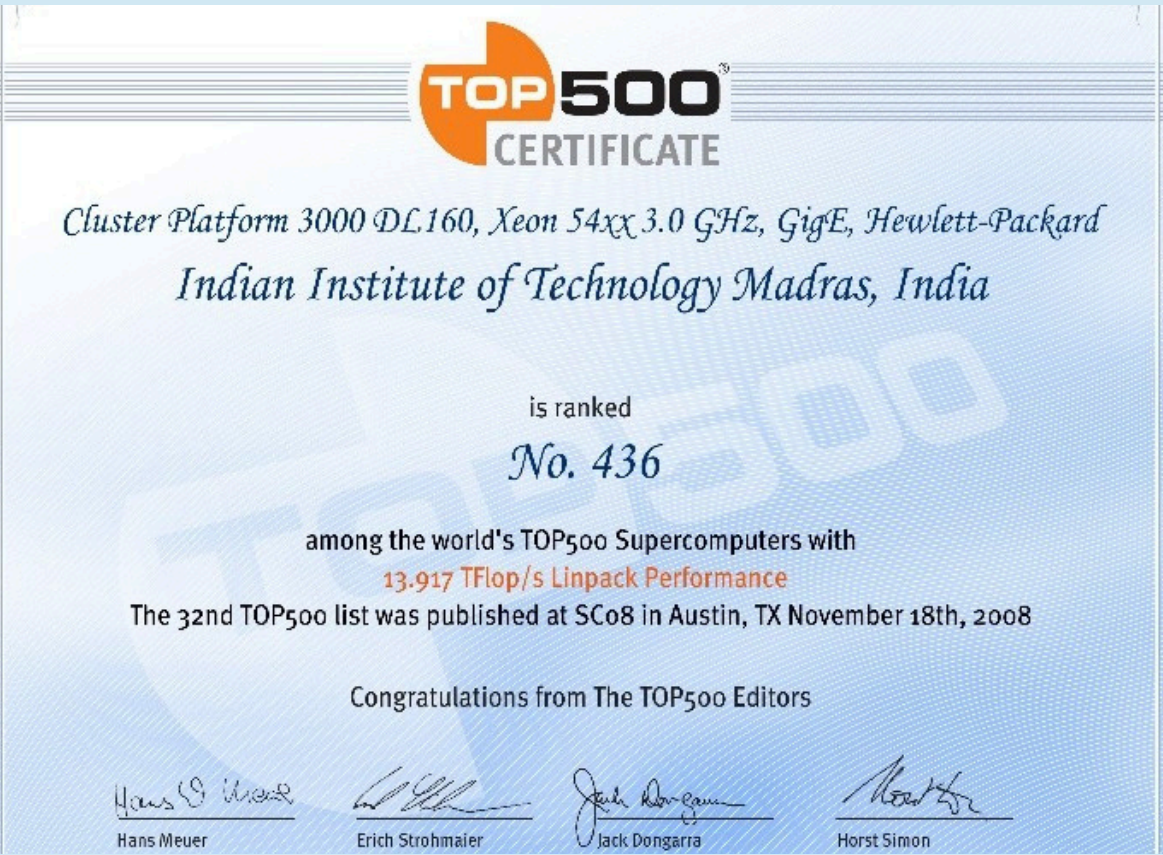 TOP500®
CERTIFICATE
Cluster Platform 3000 DL160, Xeon 54xx 3.0 GHz, GigE, Hewlett-Packard
Indian Institute of Technology Madras, India
is ranked
No. 436
among the world's TOP500 Supercomputers with
13.917 TFlop/s Linpack Performance
The 32nd TOP500 list was published at SC08 in Austin, TX November 18th, 2008
Congratulations from The TOP500 Editors
Hans Meuer Erich Strohmaier Jack Dongarra Horst Simon